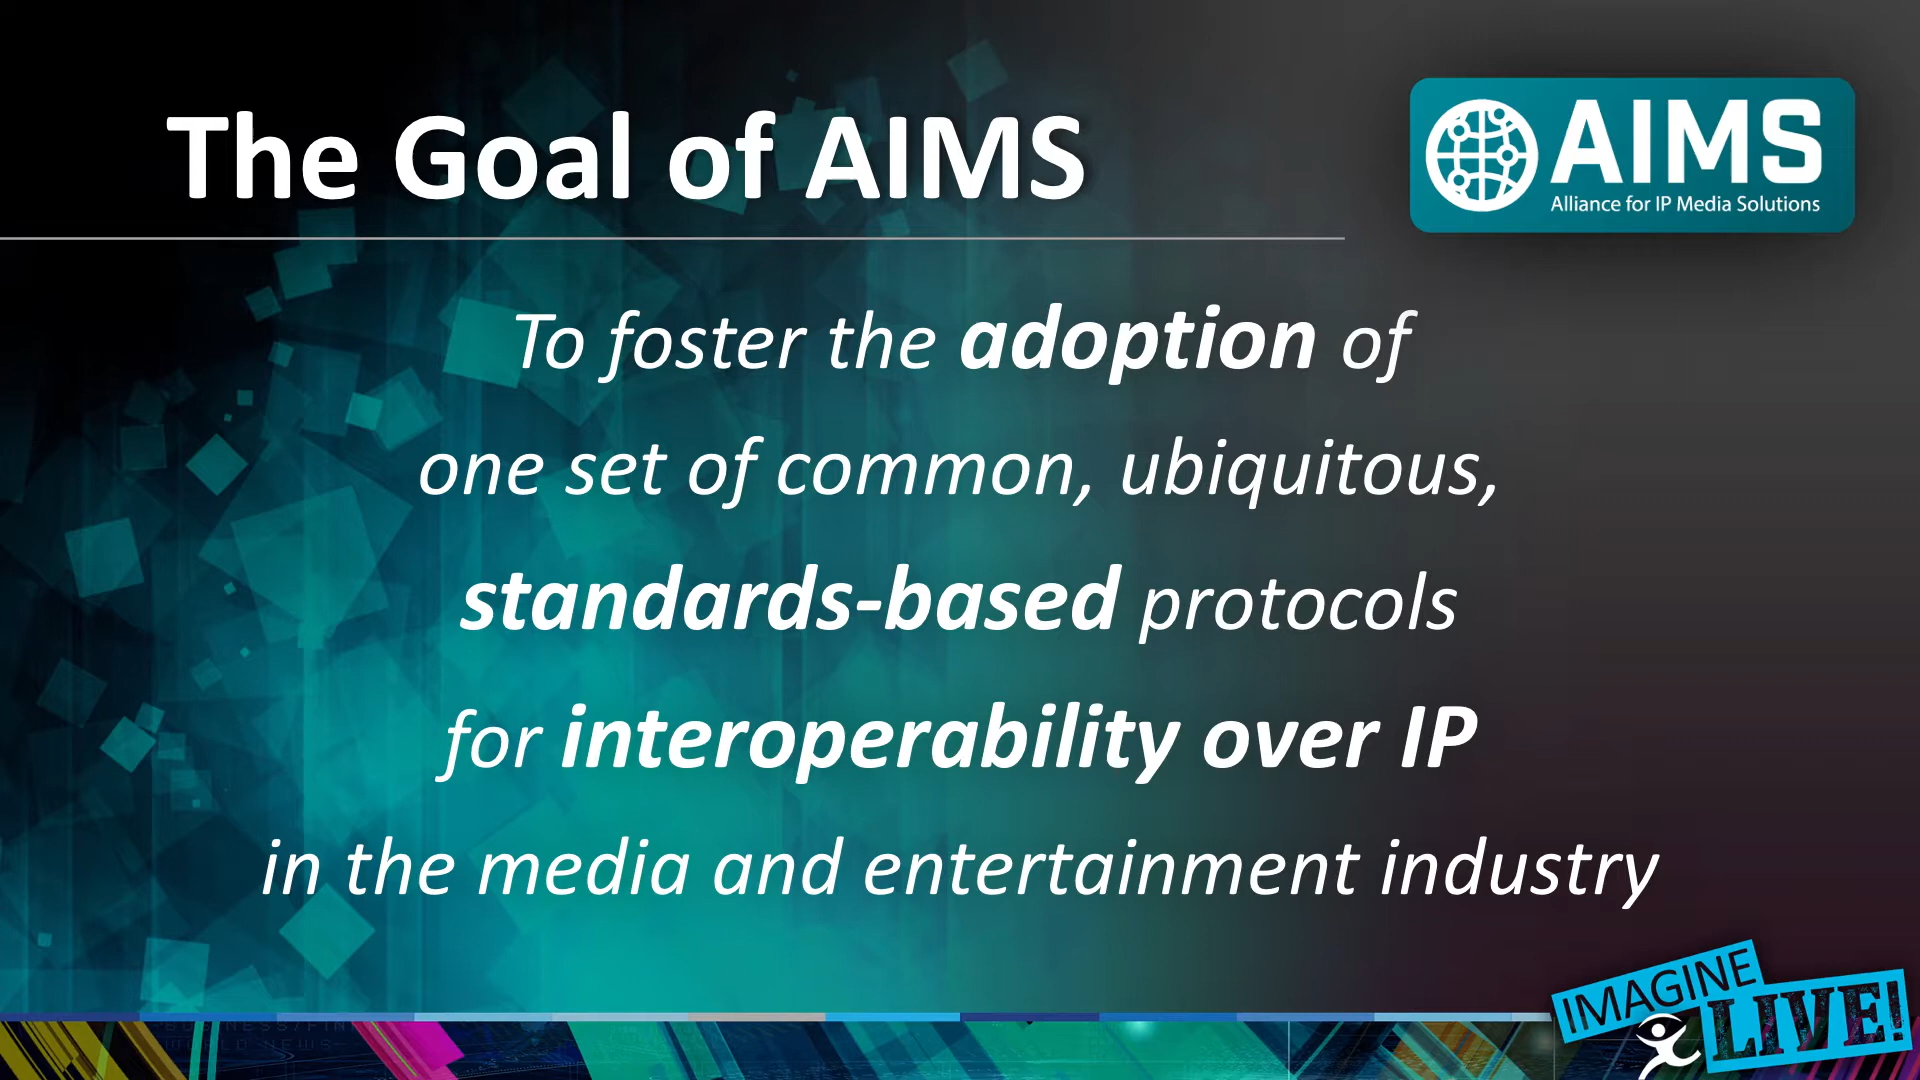 The Goal of AIMS
AIMS
Alliance for IP Media Solutions
To foster the adoption of
one set of common, ubiquitous,
standards-based protocols
for interoperability over IP
in the media and entertainment industry
IMAGINE
LIVE!